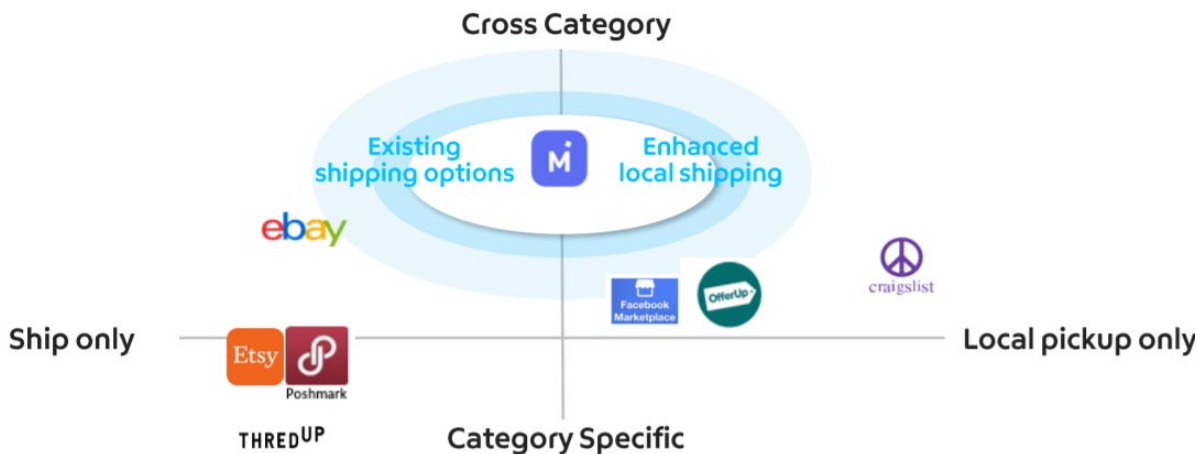 Cross Category
Existing
shipping options
M
Enhanced
local shipping
ebay
craigslist
Facebook
Marketplace
OfferUp
Ship only
Local pickup only
Etsy
Poshmark
THREDUP
Category Specific